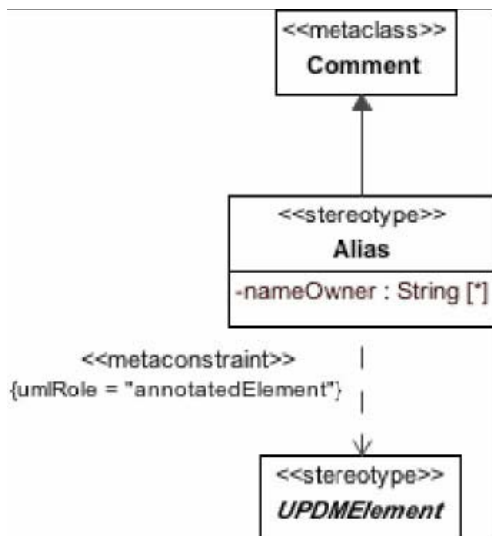 <<metaclass>>
Comment
<<stereotype>>
Alias
-nameOwner : String [*]
<<metaconstraint>>
{umlRole = "annotatedElement"}
<<stereotype>>
UPDMElement